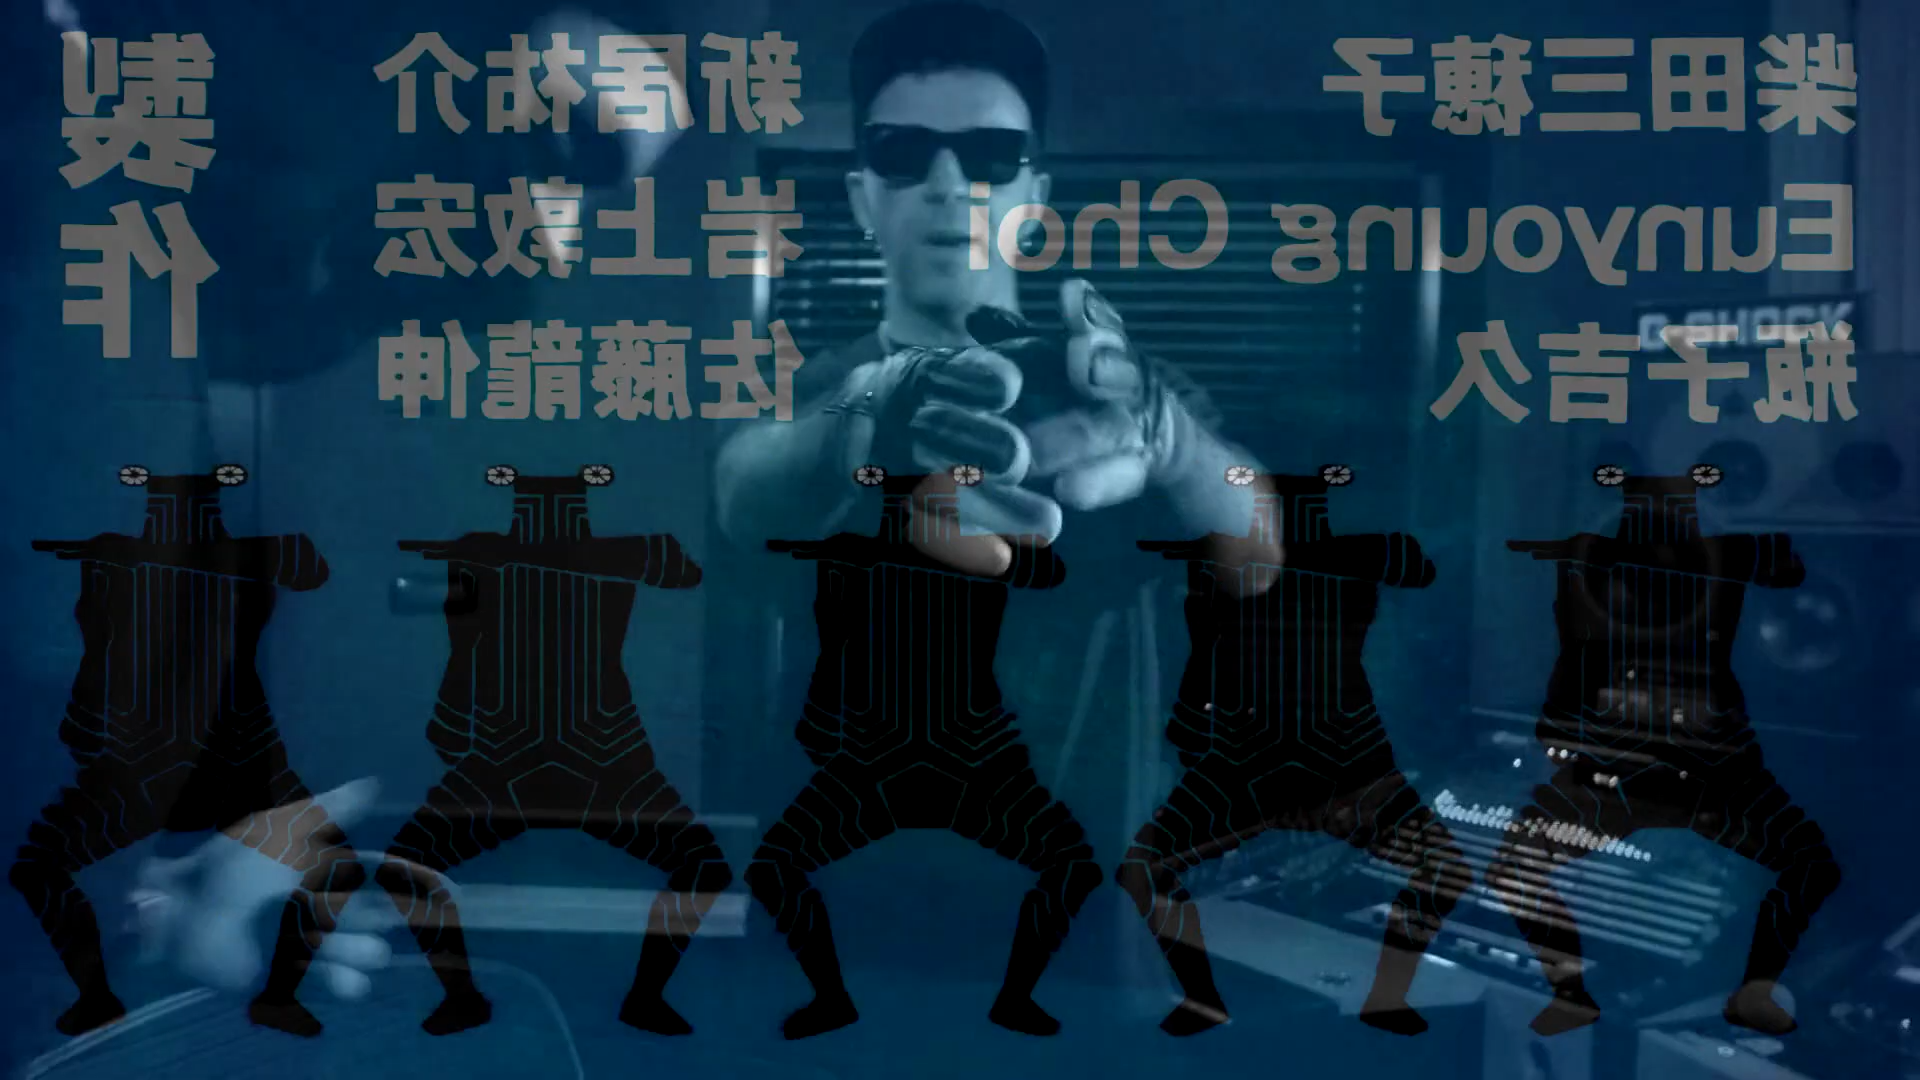 製作
柴田三穂子
Eunyoung Choi
瓶子吉久
新居祐介
岩上敦宏
佐藤龍伸